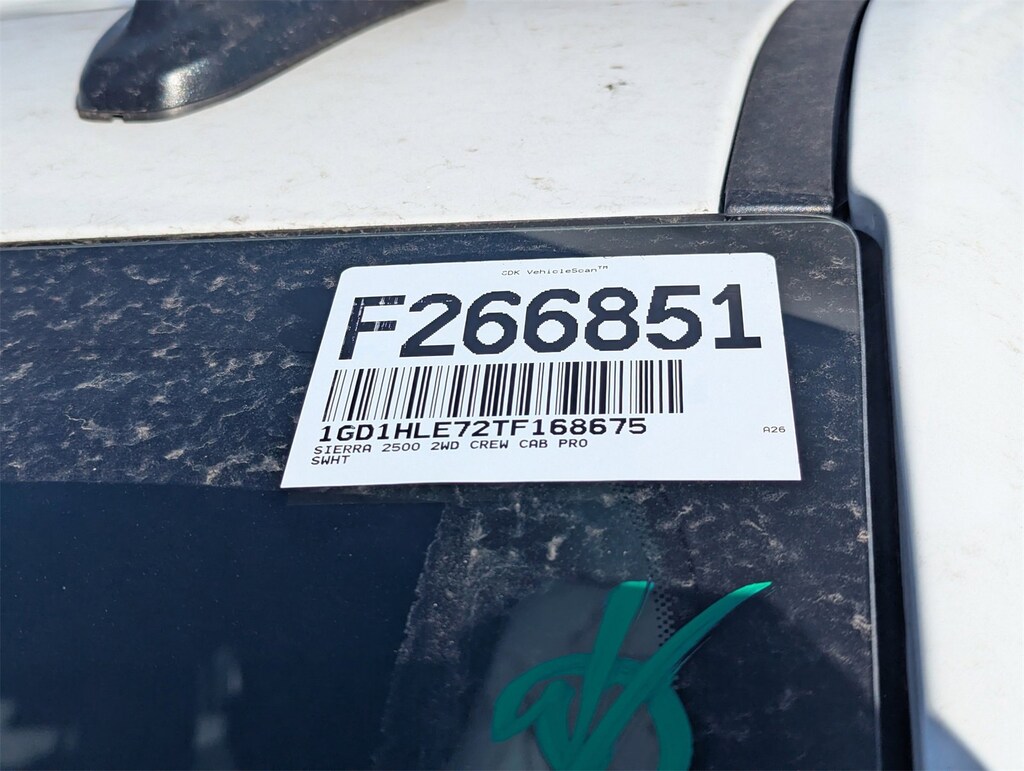 CDK VehicleScan™
F266851
1GD1HLE72TF168675
A26
SIERRA 2500 2WD CREW CAB PRO
SWHT